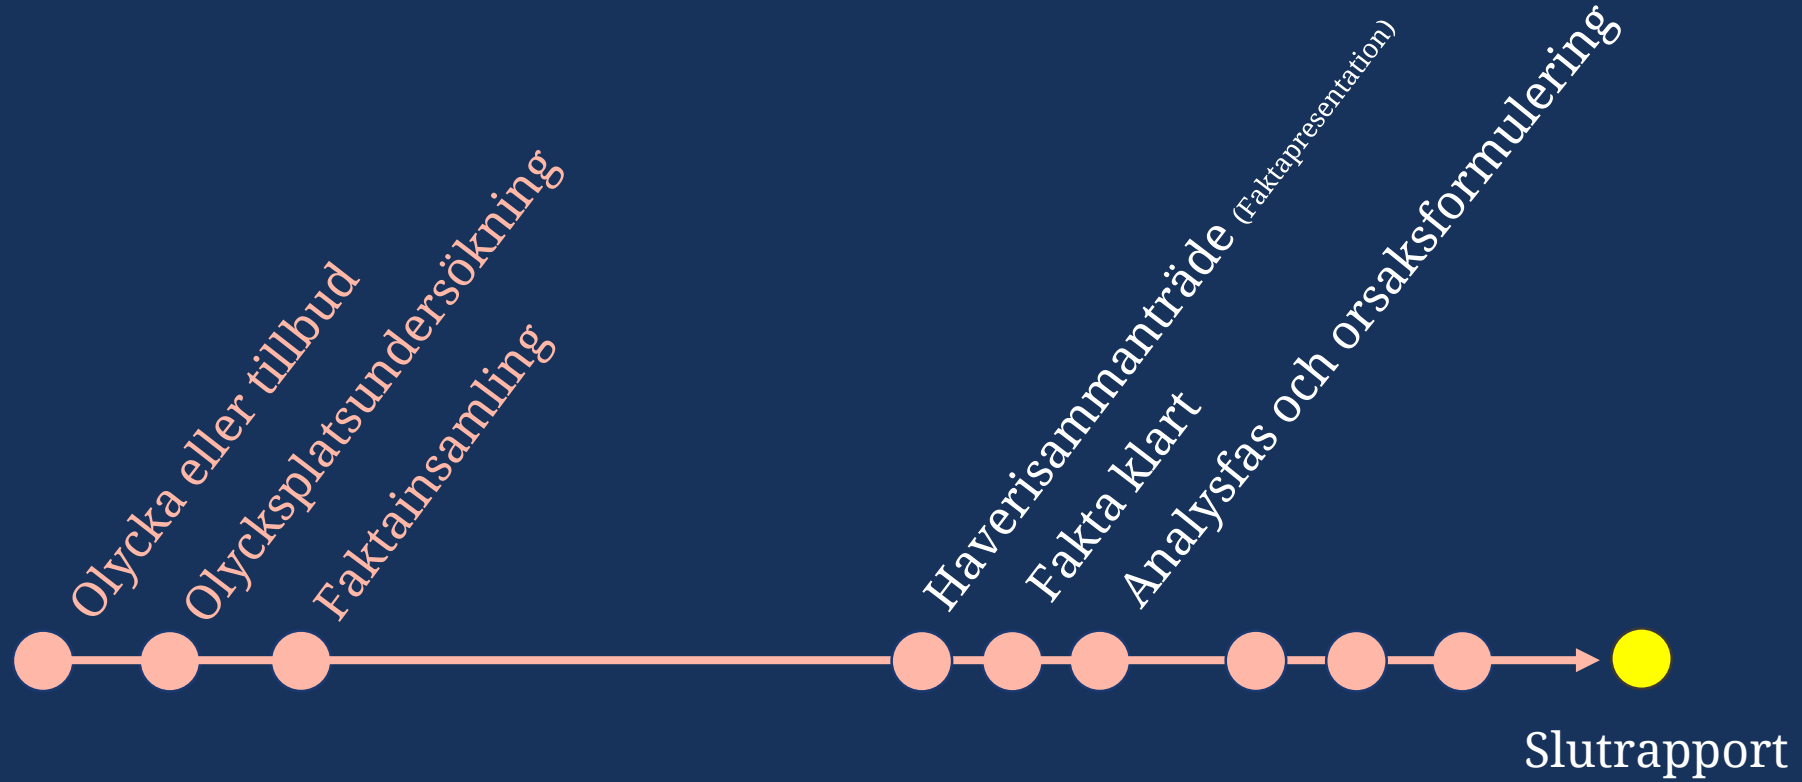 Olycka eller tillbud
Olycksplatsundersökning
Faktainsamling
Haverisammanträde (Faktapresentation)
Fakta klart
Analysfas och orsaksformulering
Slutrapport